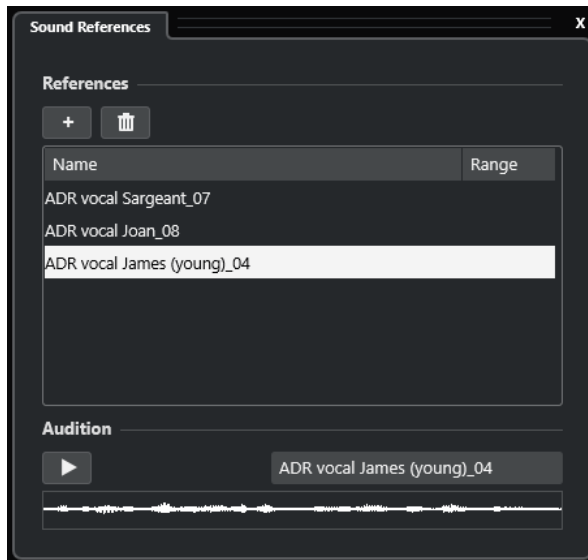 Sound References
X
References
+
Name Range
ADR vocal Sargeant_07
ADR vocal Joan_08
ADR vocal James (young)_04
Audition
ADR vocal James (young)_04